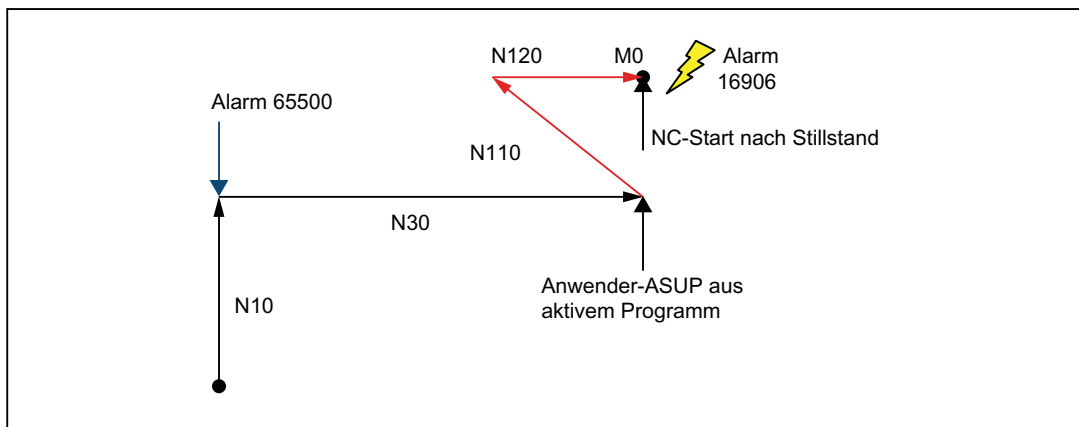 N120
M0
Alarm
16906
Alarm 65500
NC-Start nach Stillstand
N110
N30
Anwender-ASUP aus
aktivem Programm
N10